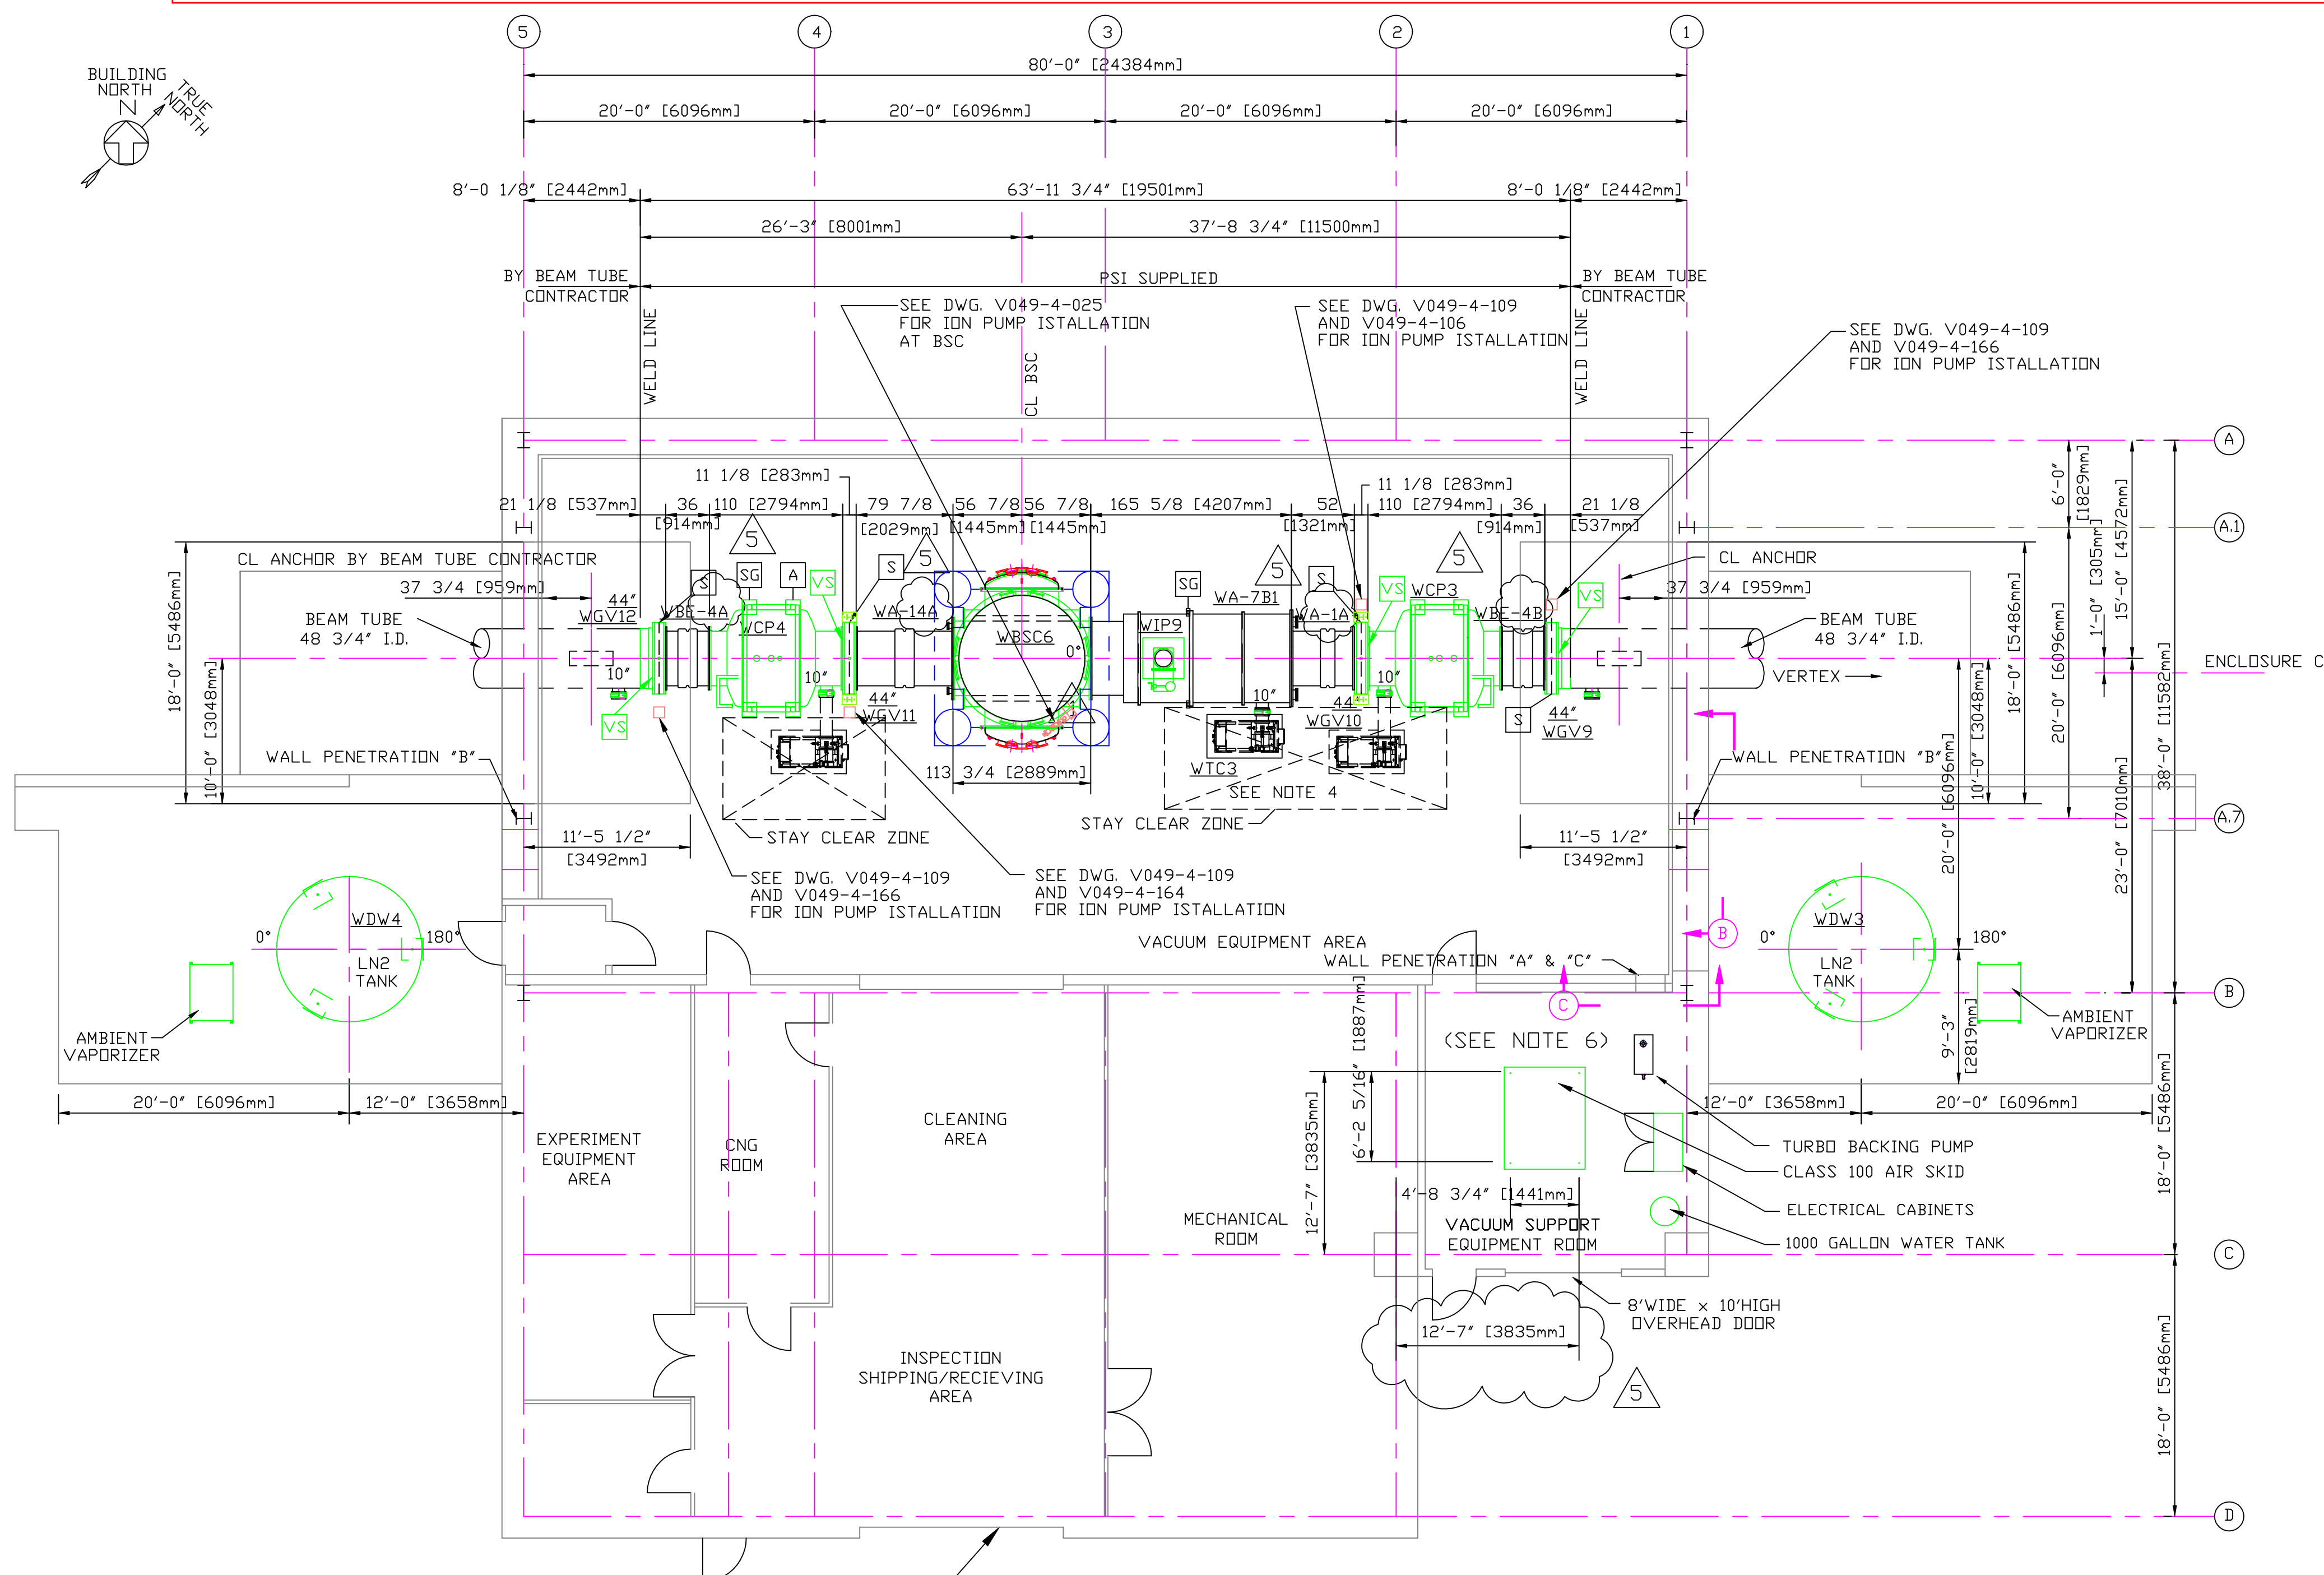 5
4
3
2
1
BUILDING
NORTH
N
TRUE
NORTH
80'-0" [24384mm]
20'-0" [6096mm]
20'-0" [6096mm]
20'-0" [6096mm]
20'-0" [6096mm]
8'-0 1/8" [2442mm]
63'-11 3/4" [19501mm]
8'-0 1/8" [2442mm]
26'-3" [8001mm]
37'-8 3/4" [11500mm]
BY BEAM TUBE
CONTRACTOR
PSI SUPPLIED
BY BEAM TUBE
CONTRACTOR
WELD LINE
CL BSC
WELD LINE
SEE DWG. V049-4-025
FOR ION PUMP ISTALLATION
AT BSC
SEE DWG. V049-4-109
AND V049-4-106
FOR ION PUMP ISTALLATION
SEE DWG. V049-4-109
AND V049-4-166
FOR ION PUMP ISTALLATION
A
A.1
A.7
B
C
D
11 1/8 [283mm]
11 1/8 [283mm]
21 1/8 [537mm]
36
[914mm]
110 [2794mm]
79 7/8
[2029mm]
56 7/8
[1445mm]
56 7/8
[1445mm]
165 5/8 [4207mm]
52
[1321mm]
110 [2794mm]
36
[914mm]
21 1/8
[537mm]
5
5
5
5
CL ANCHOR BY BEAM TUBE CONTRACTOR
CL ANCHOR
37 3/4 [959mm]
37 3/4 [959mm]
S
SG
A
VS
S
SG
S
VS
VS
VS
S
44"
WGV12
WBE-4A
WCP4
WA-14A
WBSC6
0°
WIP9
WA-7B1
WA-1A
WCP3
WBE-4B
BEAM TUBE
48 3/4" I.D.
BEAM TUBE
48 3/4" I.D.
VERTEX
ENCLOSURE C
10"
10"
44"
WGV11
10"
44"
WGV10
10"
44"
WGV9
WTC3
SEE NOTE 4
113 3/4 [2889mm]
STAY CLEAR ZONE
STAY CLEAR ZONE
WALL PENETRATION "B"
WALL PENETRATION "B"
18'-0" [5486mm]
10'-0" [3048mm]
11'-5 1/2"
[3492mm]
11'-5 1/2"
[3492mm]
6'-0"
[1829mm]
1'-0" [305mm]
15'-0" [4572mm]
38'-0" [11582mm]
18'-0" [5486mm]
20'-0" [6096mm]
10'-0" [3048mm]
20'-0" [6096mm]
23'-0" [7010mm]
SEE DWG. V049-4-109
AND V049-4-166
FOR ION PUMP ISTALLATION
SEE DWG. V049-4-109
AND V049-4-164
FOR ION PUMP ISTALLATION
VACUUM EQUIPMENT AREA
WALL PENETRATION "A" & "C"
B
C
WDW4
0°
180°
LN2
TANK
AMBIENT
VAPORIZER
WDW3
0°
180°
LN2
TANK
AMBIENT
VAPORIZER
9'-3"
[2819mm]
20'-0" [6096mm]
12'-0" [3658mm]
12'-0" [3658mm]
20'-0" [6096mm]
18'-0" [5486mm]
18'-0" [5486mm]
(SEE NOTE 6)
6'-2 5/16" [1887mm]
12'-7" [3835mm]
4'-8 3/4" [1441mm]
EXPERIMENT
EQUIPMENT
AREA
CNG
ROOM
CLEANING
AREA
MECHANICAL
ROOM
VACUUM SUPPORT
EQUIPMENT ROOM
TURBO BACKING PUMP
CLASS 100 AIR SKID
ELECTRICAL CABINETS
1000 GALLON WATER TANK
8'WIDE x 10'HIGH
OVERHEAD DOOR
12'-7" [3835mm]
5
INSPECTION
SHIPPING/RECIEVING
AREA